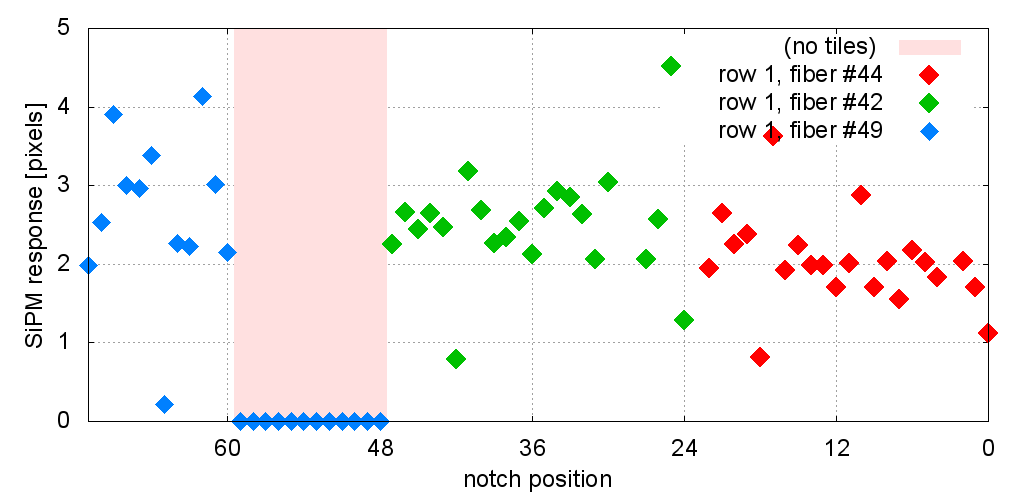 5
(no tiles)
row 1, fiber #44
4
row 1, fiber #42
row 1, fiber #49
SiPM response [pixels]
3
2
1
0
60 48 36 24 12 0
notch position